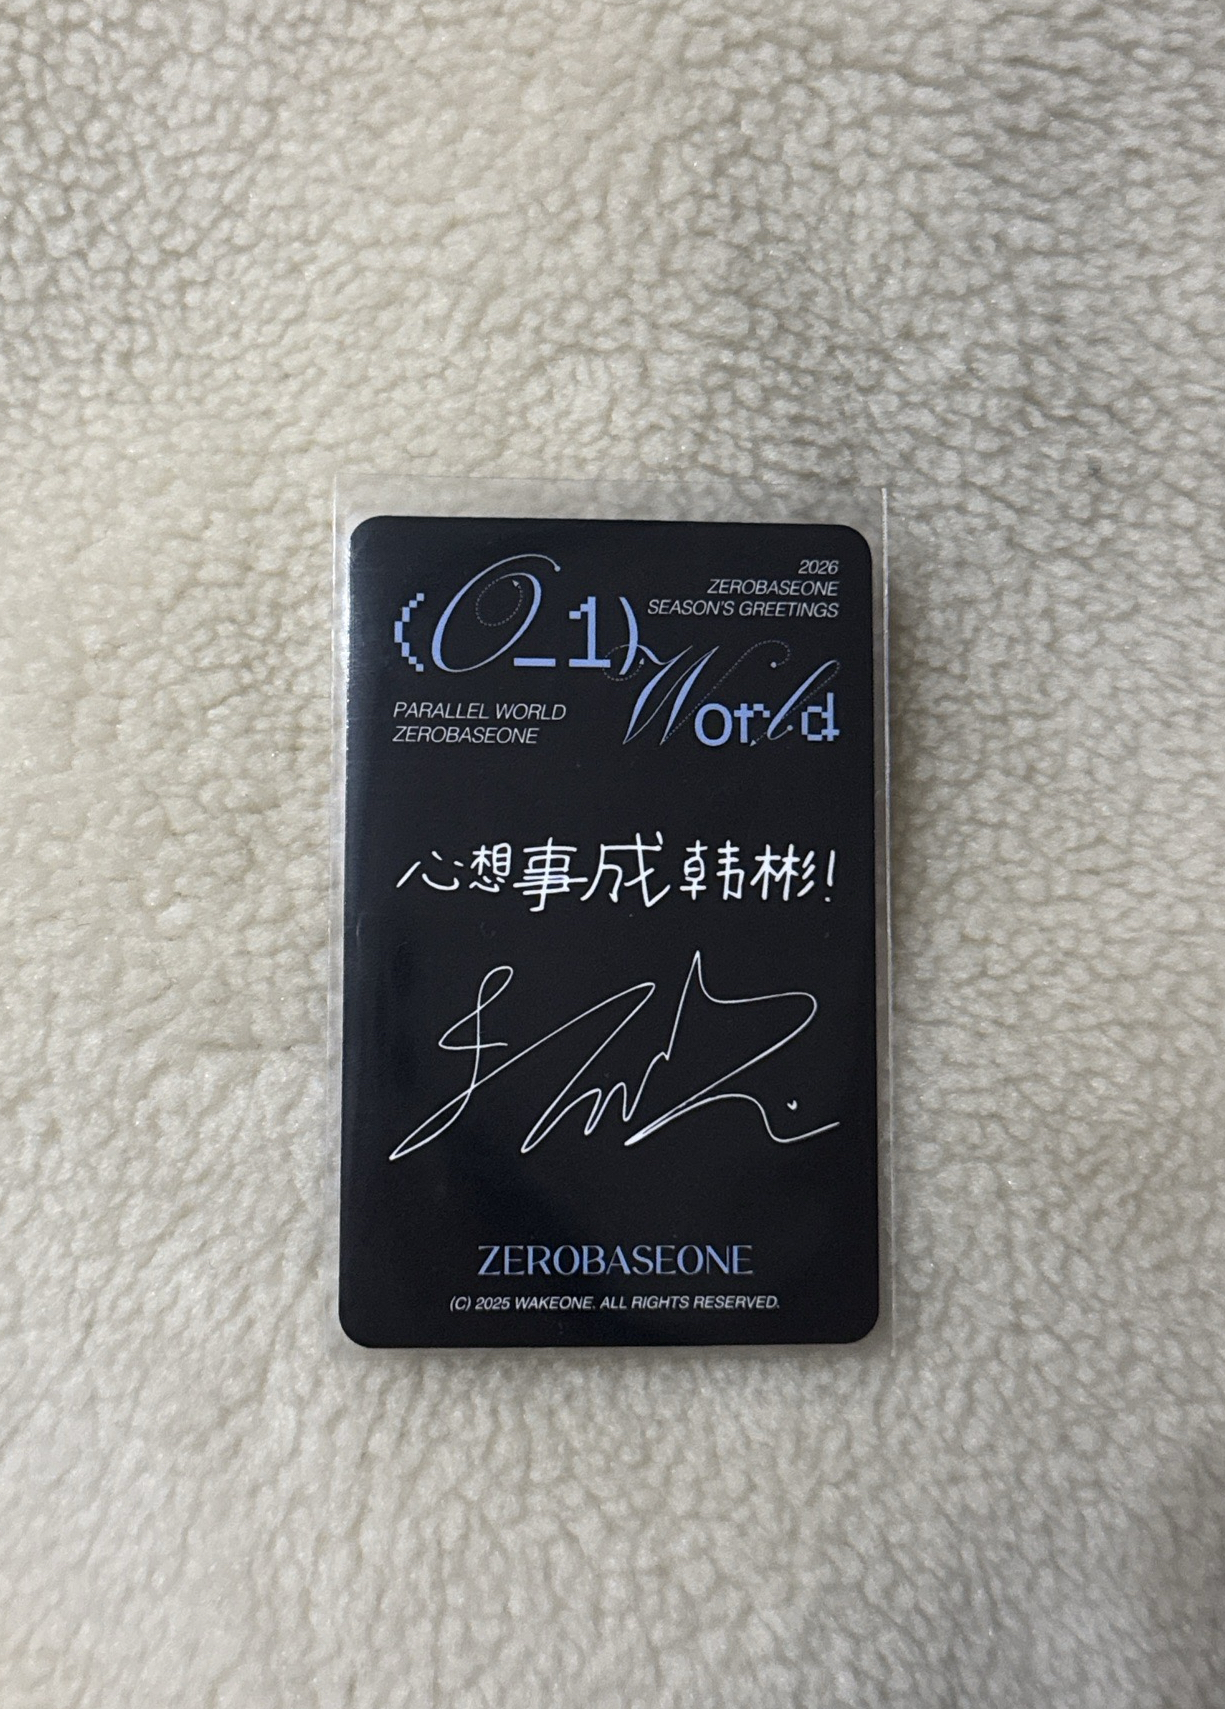 2026
ZEROBASEONE
SEASON'S GREETINGS
(0_1)
World
PARALLEL WORLD
ZEROBASEONE
心想事成韩彬!
ZEROBASEONE
(C) 2025 WAKEONE. ALL RIGHTS RESERVED.